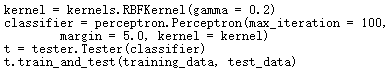 kernel = kernels.RBFKernel(gamma = 0.2)
classifier = perceptron.Perceptron(max_iteration = 100,
margin = 5.0, kernel = kernel)
t = tester.Tester(classifier)
t.train_and_test(training_data, test_data)